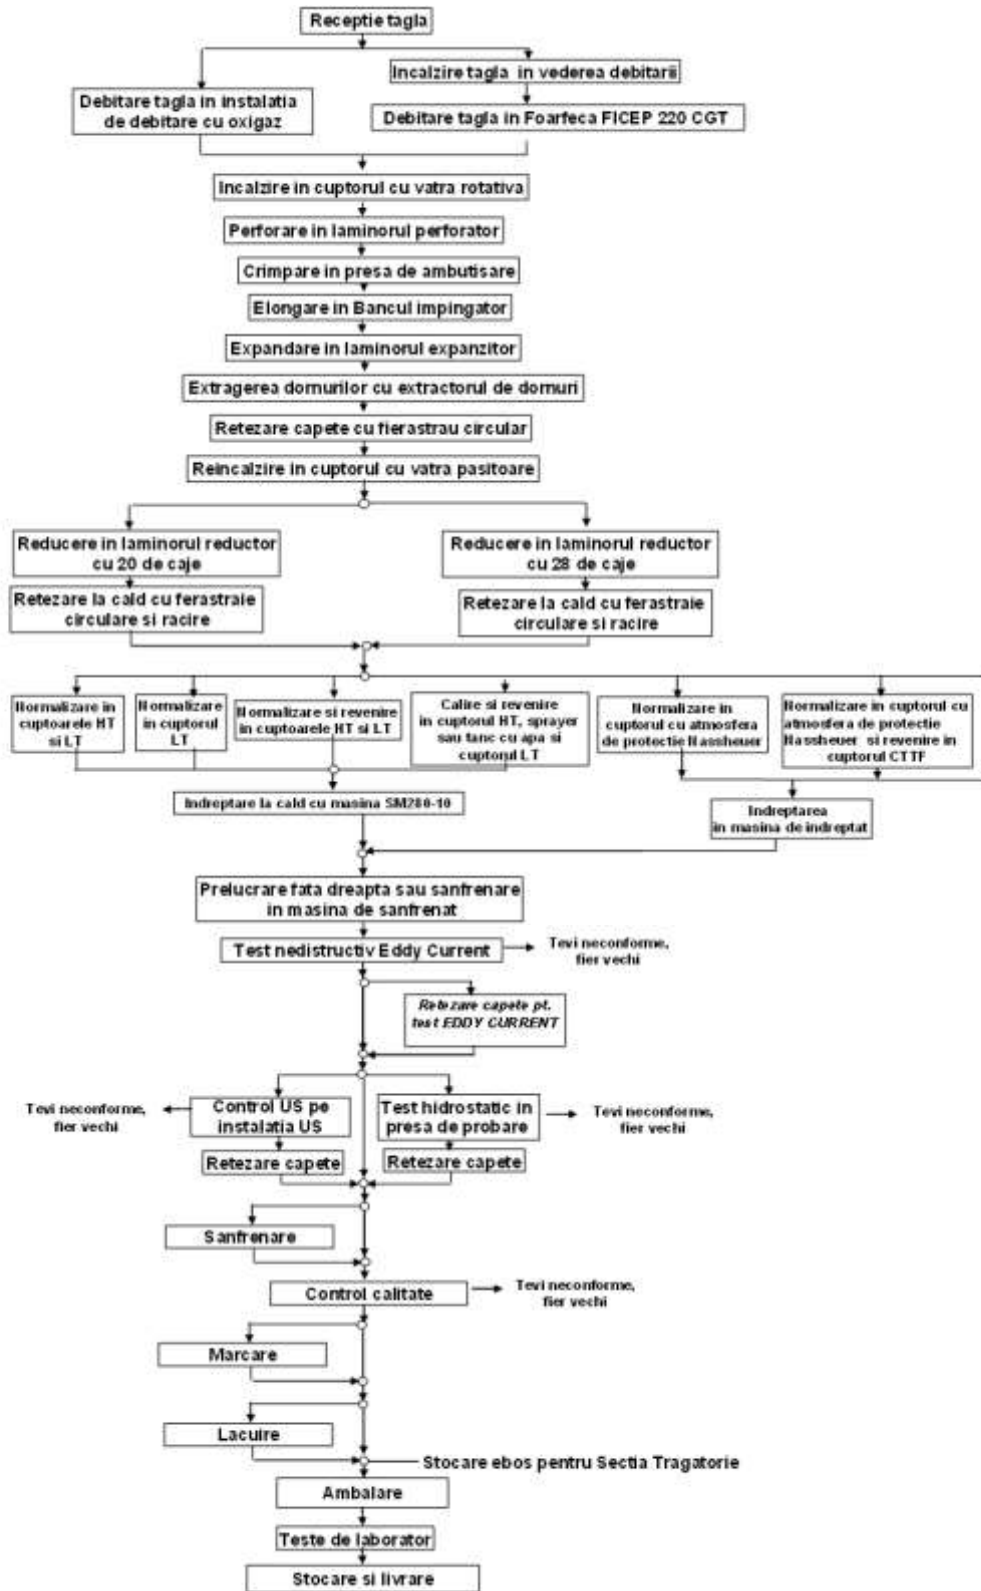 Receptie tagla
Incalzire tagla in vederea debitarii
Debitare tagla in instalatia
de debitare cu oxigaz
Debitare tagla in Foarfeca FICEP 220 CGT
Incalzire in cuptorul cu vatra rotativa
Perforare in laminorul perforator
Crimpare in presa de ambutisare
Elongare in Bancul impingator
Expandare in laminorul expanzitor
Extragerea dornurilor cu extractorul de dornuri
Retezare capete cu fierastrau circular
Reincalzire in cuptorul cu vatra pasitoare
Reducere in laminorul reductor
cu 20 de caje
Reducere in laminorul reductor
cu 28 de caje
Retezare la cald cu ferastraie
circulare si racire
Retezare la cald cu ferastraie
circulare si racire
Normalizare in
cuptoarele HT
si LT
Normalizare
in cuptorul
LT
Normalizare si revenire
in cuptoarele HT si LT
Calire si revenire
in cuptorul HT, sprayer
sau tanc cu apa si
cuptorul LT
Normalizare in
cuptorul cu atmosfera
de protectie Nassheuer
Normalizare in cuptorul cu
atmosfera de protectie
Nassheuer si revenire in
cuptorul CTTF
Indreptare la cald cu masina SM280-10
Indreptarea
in masina de indreptat
Prelucrare fata dreapta sau sanfrenare
in masina de sanfrenat
Test nedistructiv Eddy Current
Tevi neconforme,
fier vechi
Retezare capete pt.
test EDDY CURRENT
Tevi neconforme,
fier vechi
Control US pe
instalatia US
Test hidrostatic in
presa de probare
Tevi neconforme,
fier vechi
Retezare capete
Retezare capete
Sanfrenare
Control calitate
Tevi neconforme,
fier vechi
Marcare
Lacuire
Stocare ebos pentru Sectia Tragatorie
Ambalare
Teste de laborator
Stocare si livrare